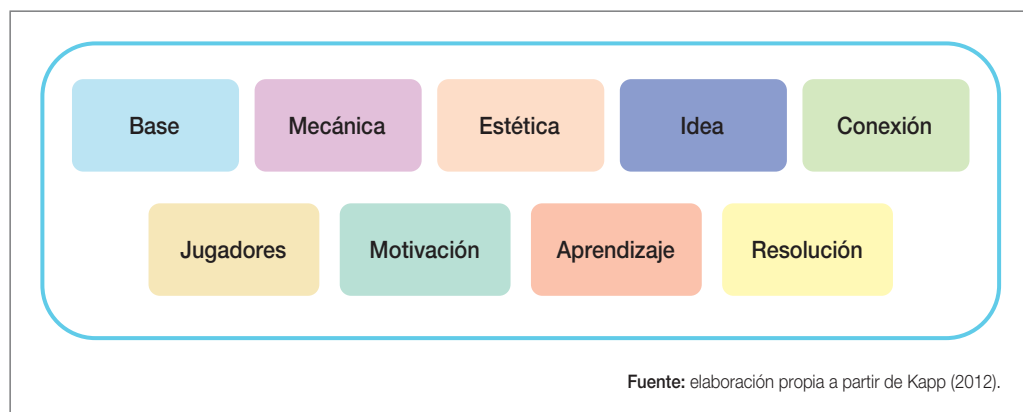 Base
Mecánica
Estética
Idea
Conexión
Jugadores
Motivación
Aprendizaje
Resolución
Fuente: elaboración propia a partir de Kapp (2012).